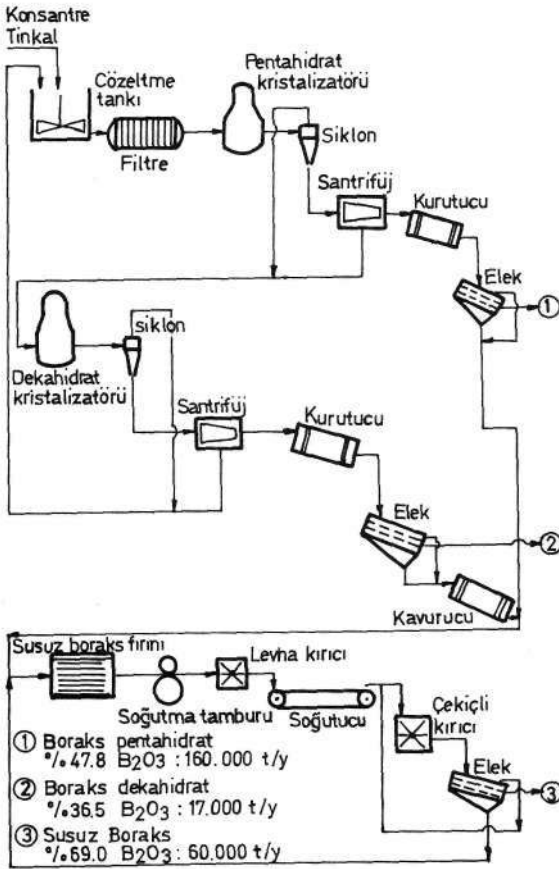 Konsantre
Tinkal
Cözeltme
tankı
Filtre
Pentahidrat
kristalizatörü
Siklon
Santrifüj
Kurutucu
Elek
1
siklon
Dekahidrat
kristalizatörü
Santrifüj
Kurutucu
Elek
2
Kavurucu
Susuz boraks fırını
Soğutma tamburu
Levha kırıcı
Soğutucu
Çekiçli
kırıcı
Elek
3
1 Boraks pentahidrat
%47.8 B2O3 : 160.000 t/y
2 Boraks dekahidrat
%36.5 B2O3 : 17.000 t/y
3 Susuz Boraks
%69.0 B2O3 : 60.000 t/y